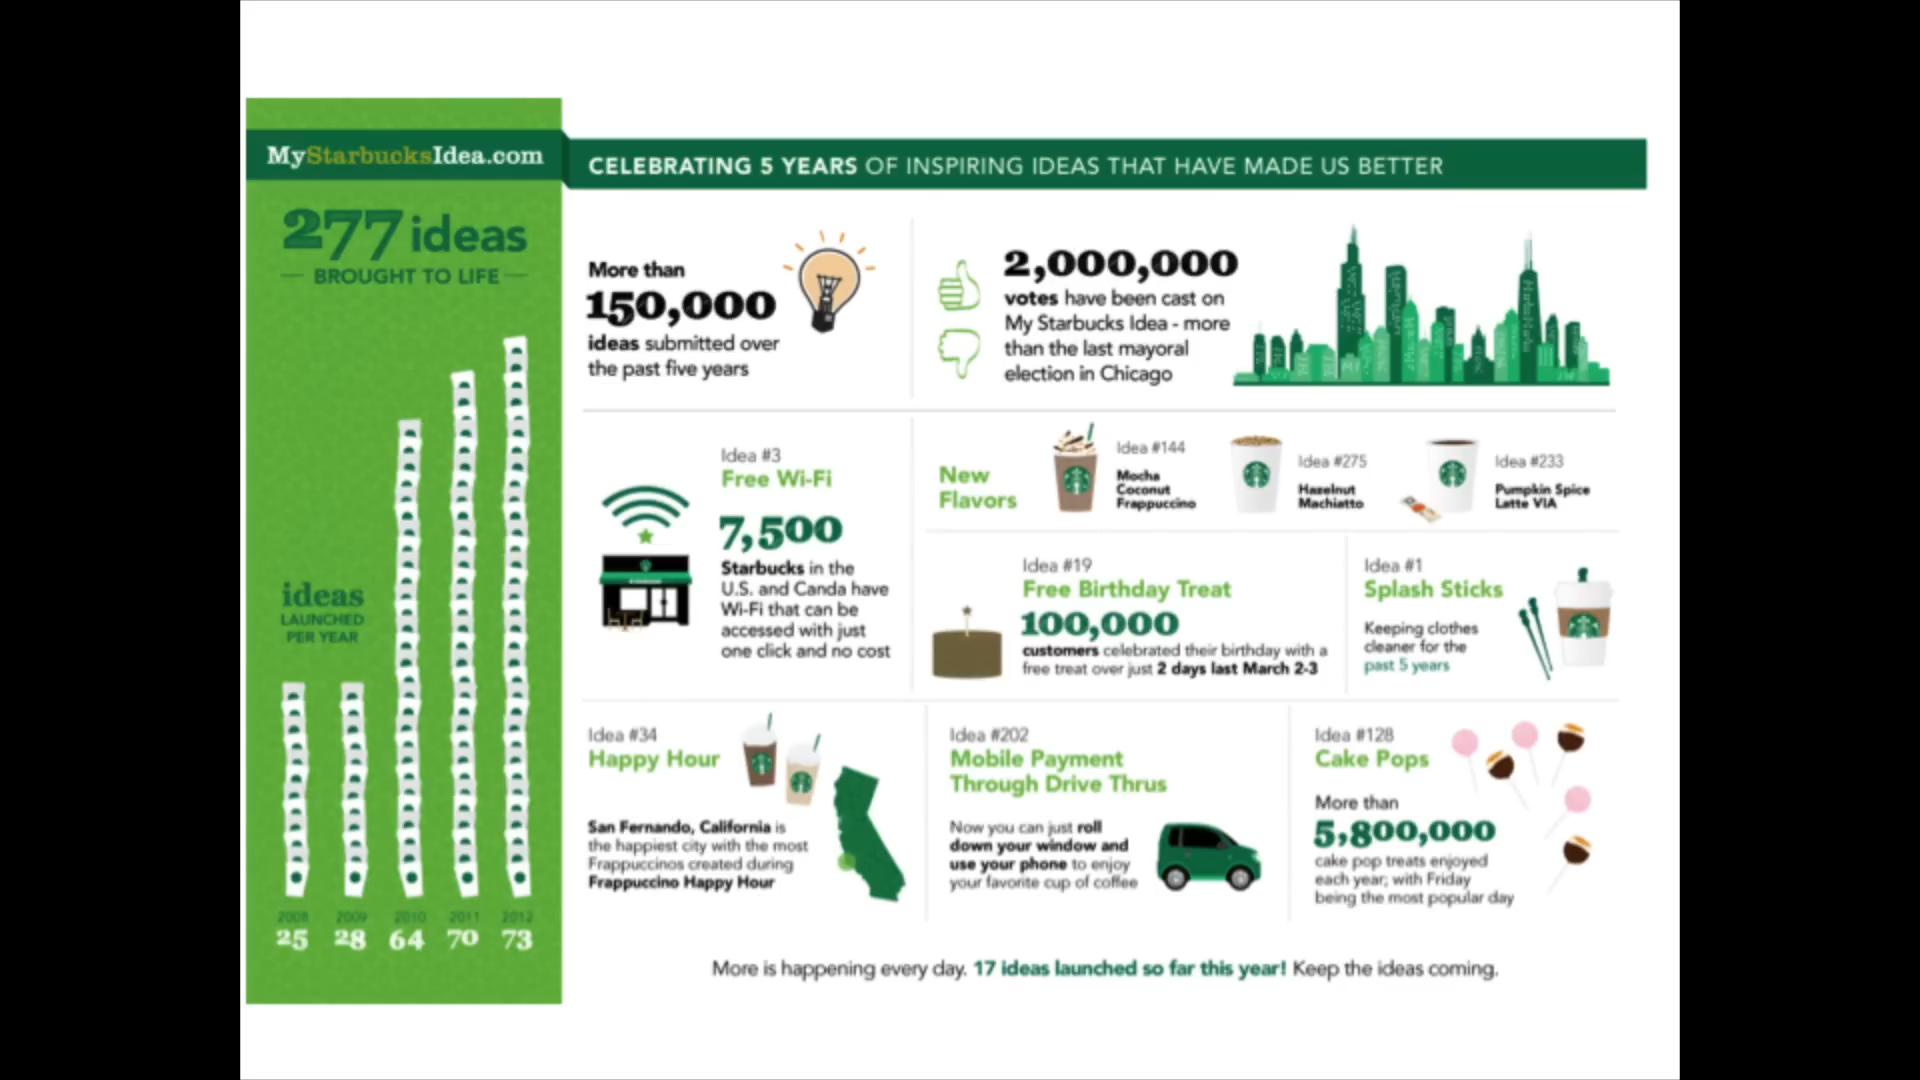 MyStarbucksIdea.com
CELEBRATING 5 YEARS OF INSPIRING IDEAS THAT HAVE MADE US BETTER
277 ideas
BROUGHT TO LIFE
ideas
LAUNCHED
PER YEAR
2008 2009 2010 2011 2012
25 28 64 70 73
More than
150,000
ideas submitted over
the past five years
2,000,000
votes have been cast on
My Starbucks Idea - more
than the last mayoral
election in Chicago
Idea #3
Free Wi-Fi
7,500
Starbucks in the
U.S. and Canda have
Wi-Fi that can be
accessed with just
one click and no cost
New
Flavors
Idea #144
Mocha
Coconut
Frappuccino
Idea #275
Hazelnut
Machiatto
Idea #233
Pumpkin Spice
Latte VIA
Idea #19
Free Birthday Treat
100,000
customers celebrated their birthday with a
free treat over just 2 days last March 2-3
Idea #1
Splash Sticks
Keeping clothes
cleaner for the
past 5 years
Idea #34
Happy Hour
San Fernando, California is
the happiest city with the most
Frappuccinos created during
Frappuccino Happy Hour
Idea #202
Mobile Payment
Through Drive Thrus
Now you can just roll
down your window and
use your phone to enjoy
your favorite cup of coffee
Idea #128
Cake Pops
More than
5,800,000
cake pop treats enjoyed
each year; with Friday
being the most popular day
More is happening every day. 17 ideas launched so far this year! Keep the ideas coming.